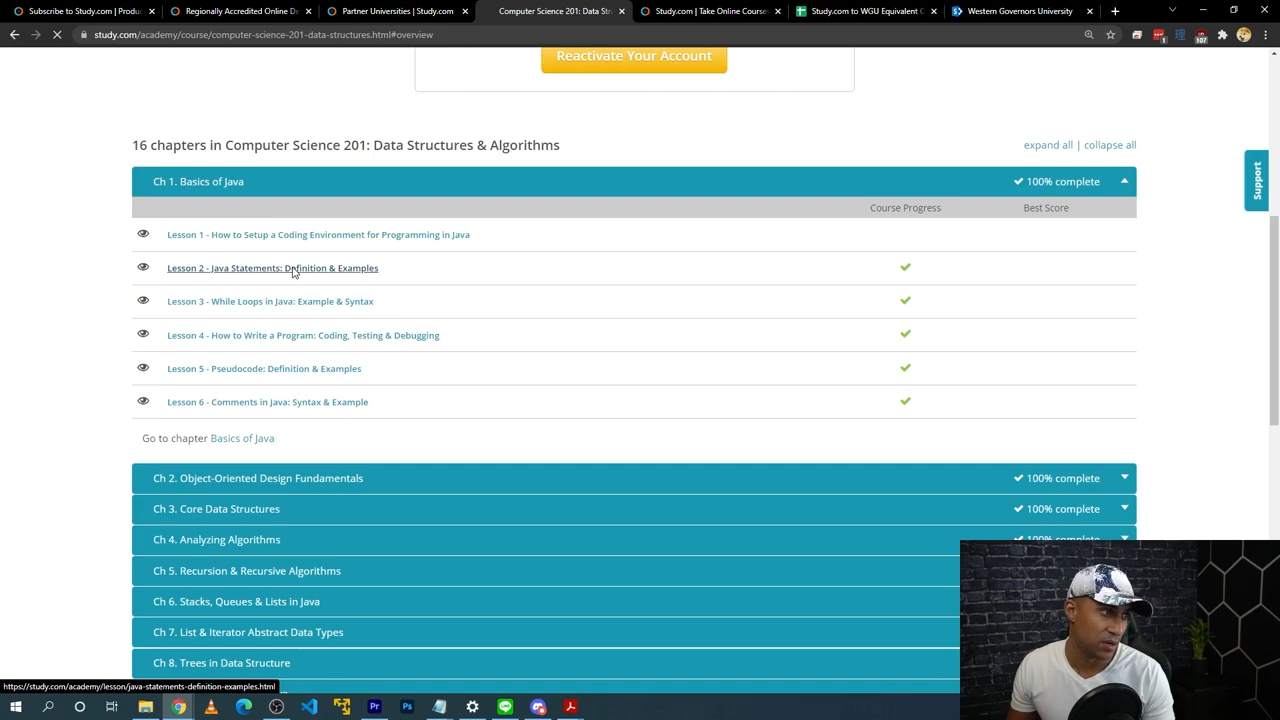 Subscribe to Study.com: Produ
WGU
Accredited Online Degree
Partner Universities | Study.com
Computer Science 201: Data Str
Study.com | Take Online Courses
Study.com to WGU Equivalent C
Western Governors University |
study.com/academy/course/computer-science-201-data-structures.html#overview
1
107
Reactivate Your Account
16 chapters in Computer Science 201: Data Structures & Algorithms
expand all | collapse all
Support
Ch 1. Basics of Java
100% complete
Course Progress
Best Score
Lesson 1 - How to Setup a Coding Environment for Programming in Java
Lesson 2 - Java Statements: Definition & Examples
Lesson 3 - While Loops in Java: Example & Syntax
Lesson 4 - How to Write a Program: Coding, Testing & Debugging
Lesson 5 - Pseudocode: Definition & Examples
Lesson 6 - Comments in Java: Syntax & Example
Go to chapter Basics of Java
Ch 2. Object-Oriented Design Fundamentals
100% complete
Ch 3. Core Data Structures
100% complete
Ch 4. Analyzing Algorithms
100% complete
Ch 5. Recursion & Recursive Algorithms
Ch 6. Stacks, Queues & Lists in Java
Ch 7. List & Iterator Abstract Data Types
Ch 8. Trees in Data Structure
https://study.com/academy/lesson/java-statements-definition-examples.html